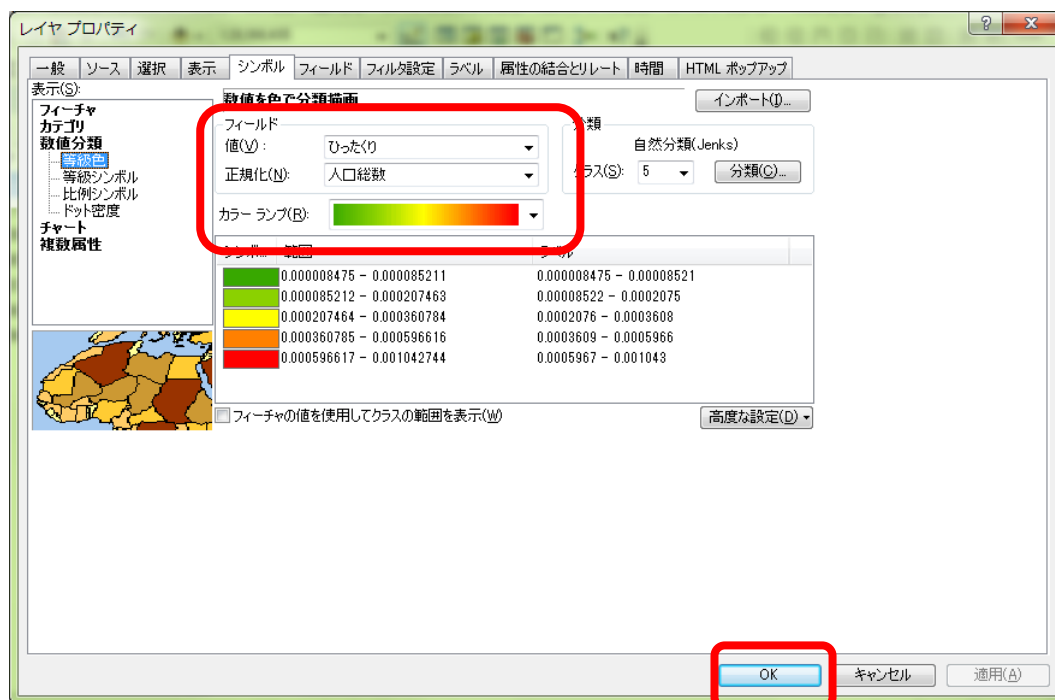 レイヤ プロパティ
一般 ソース 選択 表示 シンボル フィールド フィルタ設定 ラベル 属性の結合とリレート 時間 HTML ポップアップ
表示(S):
フィーチャ
カテゴリ
数値分類
等級色
等級シンボル
比例シンボル
ドット密度
チャート
複数属性
数値を色で分類描画
インポート(I)...
フィールド
値(V):
ひったくり
正規化(N):
人口総数
分類
自然分類(Jenks)
クラス(S): 5
分類(C)...
カラー ランプ(R):
シンボ... 範囲 ラベル
0.000008475 - 0.000085211 0.000008475 - 0.00008521
0.000085212 - 0.000207463 0.00008522 - 0.0002075
0.000207464 - 0.000360784 0.0002076 - 0.0003608
0.000360785 - 0.000596616 0.0003609 - 0.0005966
0.000596617 - 0.001042744 0.0005967 - 0.001043
フィーチャの値を使用してクラスの範囲を表示(W)
高度な設定(D)
OK キャンセル 適用(A)